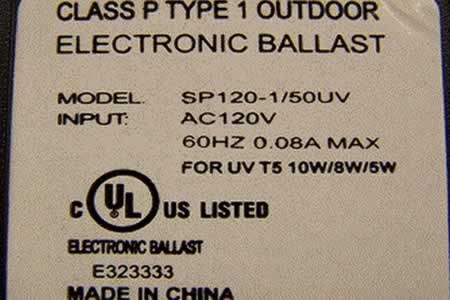 CLASS P TYPE 1 OUTDOOR
ELECTRONIC BALLAST
MODEL. SP120-1/50UV
INPUT: AC120V
60HZ 0.08A MAX
FOR UV T5 10W/8W/5W
C UL US LISTED
ELECTRONIC BALLAST
E323333
MADE IN CHINA